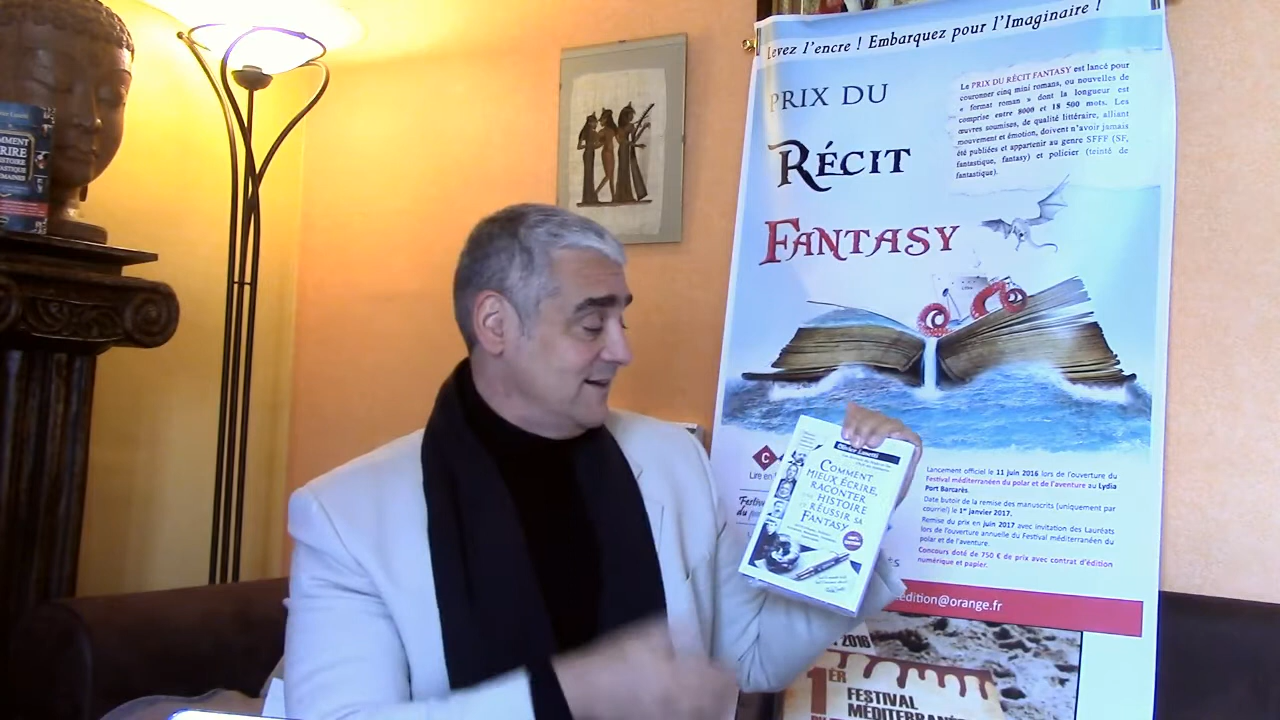 Levez l'encre ! Embarquez pour l'Imaginaire !
PRIX DU
RÉCIT
FANTASY
Le PRIX DU RÉCIT FANTASY est lancé pour
couronner cinq mini romans, ou nouvelles de
« format roman » dont la longueur est
comprise entre 8000 et 18 500 mots. Les
œuvres soumises, de qualité littéraire, alliant
mouvement et émotion, doivent n'avoir jamais
été publiées et appartenir au genre SFFF (SF,
fantastique, fantasy) et policier (teinté de
fantastique).
MMENT
ÉCRIRE
HISTOIRE
ASTIQUE
EMAINES
COMMENT
MIEUX ÉCRIRE,
RACONTER
UNE HISTOIRE
ET RÉUSSIR SA
FANTASY
C
Lire en
Festival
du
Lancement officiel le 11 juin 2016 lors de l'ouverture du
Festival méditerranéen du polar et de l'aventure au Lydia
Port Barcarès.
Date butoir de la remise des manuscrits (uniquement par
courriel) le 1er janvier 2017.
Remise du prix en juin 2017 avec invitation des Lauréats
lors de l'ouverture annuelle du Festival méditerranéen du
polar et de l'aventure.
Concours doté de 750 € de prix avec contrat d'édition
numérique et papier.
edition@orange.fr
2016
1ER
FESTIVAL
MÉDITERRANÉ